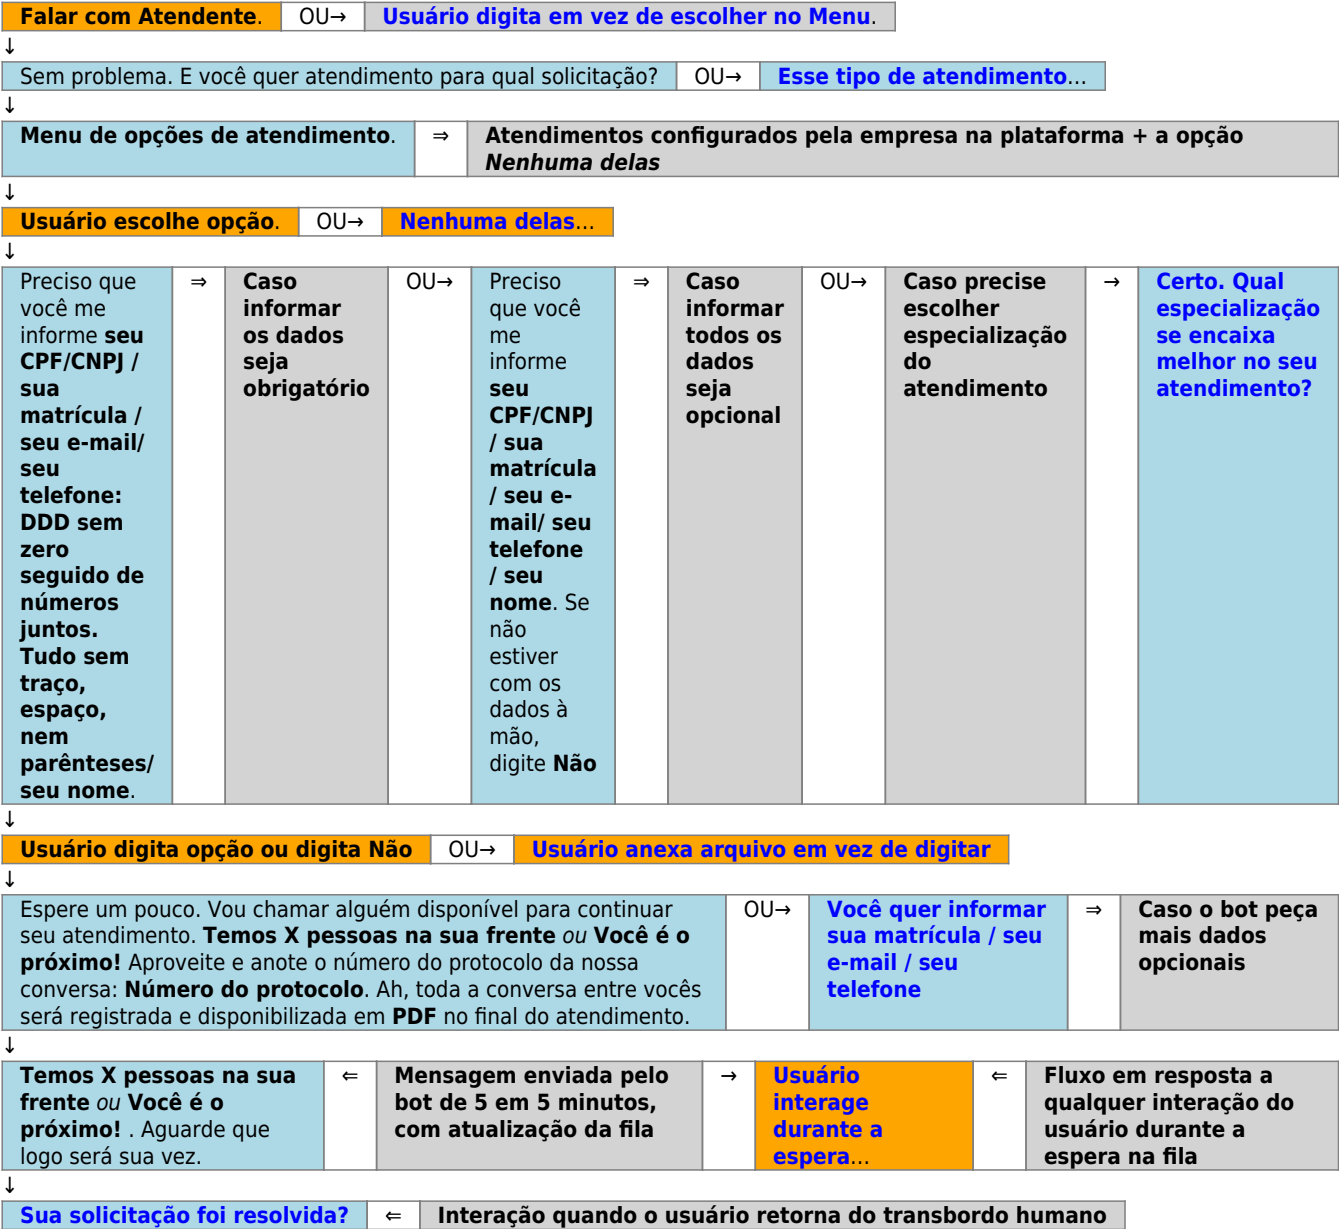 Falar com Atendente. OU→ Usuário digita em vez de escolher no Menu.
↓
Sem problema. E você quer atendimento para qual solicitação? OU→ Esse tipo de atendimento...
↓
Menu de opções de atendimento. ⇒ Atendimentos configurados pela empresa na plataforma + a opção
Nenhuma delas
↓
Usuário escolhe opção. OU→ Nenhuma delas...
↓
Preciso que
você me
informe seu
CPF/CNPJ /
sua
matrícula /
seu e-mail/
seu
telefone:
DDD sem
zero
seguido de
números
juntos.
Tudo sem
traço,
espaço,
nem
parênteses/
seu nome.
⇒
Caso
informar
os dados
seja
obrigatório
OU→
Preciso
que você
me
informe
seu
CPF/CNPJ
/ sua
matrícula
/ seu e-
mail/ seu
telefone
/ seu
nome. Se
não
estiver
com os
dados à
mão,
digite Não
⇒
Caso
informar
todos os
dados
seja
opcional
OU→
Caso precise
escolher
especialização
do
atendimento
→
Certo. Qual
especialização
se encaixa
melhor no seu
atendimento?
↓
Usuário digita opção ou digita Não OU→ Usuário anexa arquivo em vez de digitar
↓
Espere um pouco. Vou chamar alguém disponível para continuar
seu atendimento. Temos X pessoas na sua frente ou Você é o
próximo! Aproveite e anote o número do protocolo da nossa
conversa: Número do protocolo. Ah, toda a conversa entre vocês
será registrada e disponibilizada em PDF no final do atendimento.
OU→
Você quer informar
sua matrícula / seu
e-mail / seu
telefone
⇒
Caso o bot peça
mais dados
opcionais
↓
Temos X pessoas na sua
frente ou Você é o
próximo! . Aguarde que
logo será sua vez.
⇐
Mensagem enviada pelo
bot de 5 em 5 minutos,
com atualização da fila
→
Usuário
interage
durante a
espera...
⇐
Fluxo em resposta a
qualquer interação do
usuário durante a
espera na fila
↓
Sua solicitação foi resolvida? ⇐ Interação quando o usuário retorna do transbordo humano